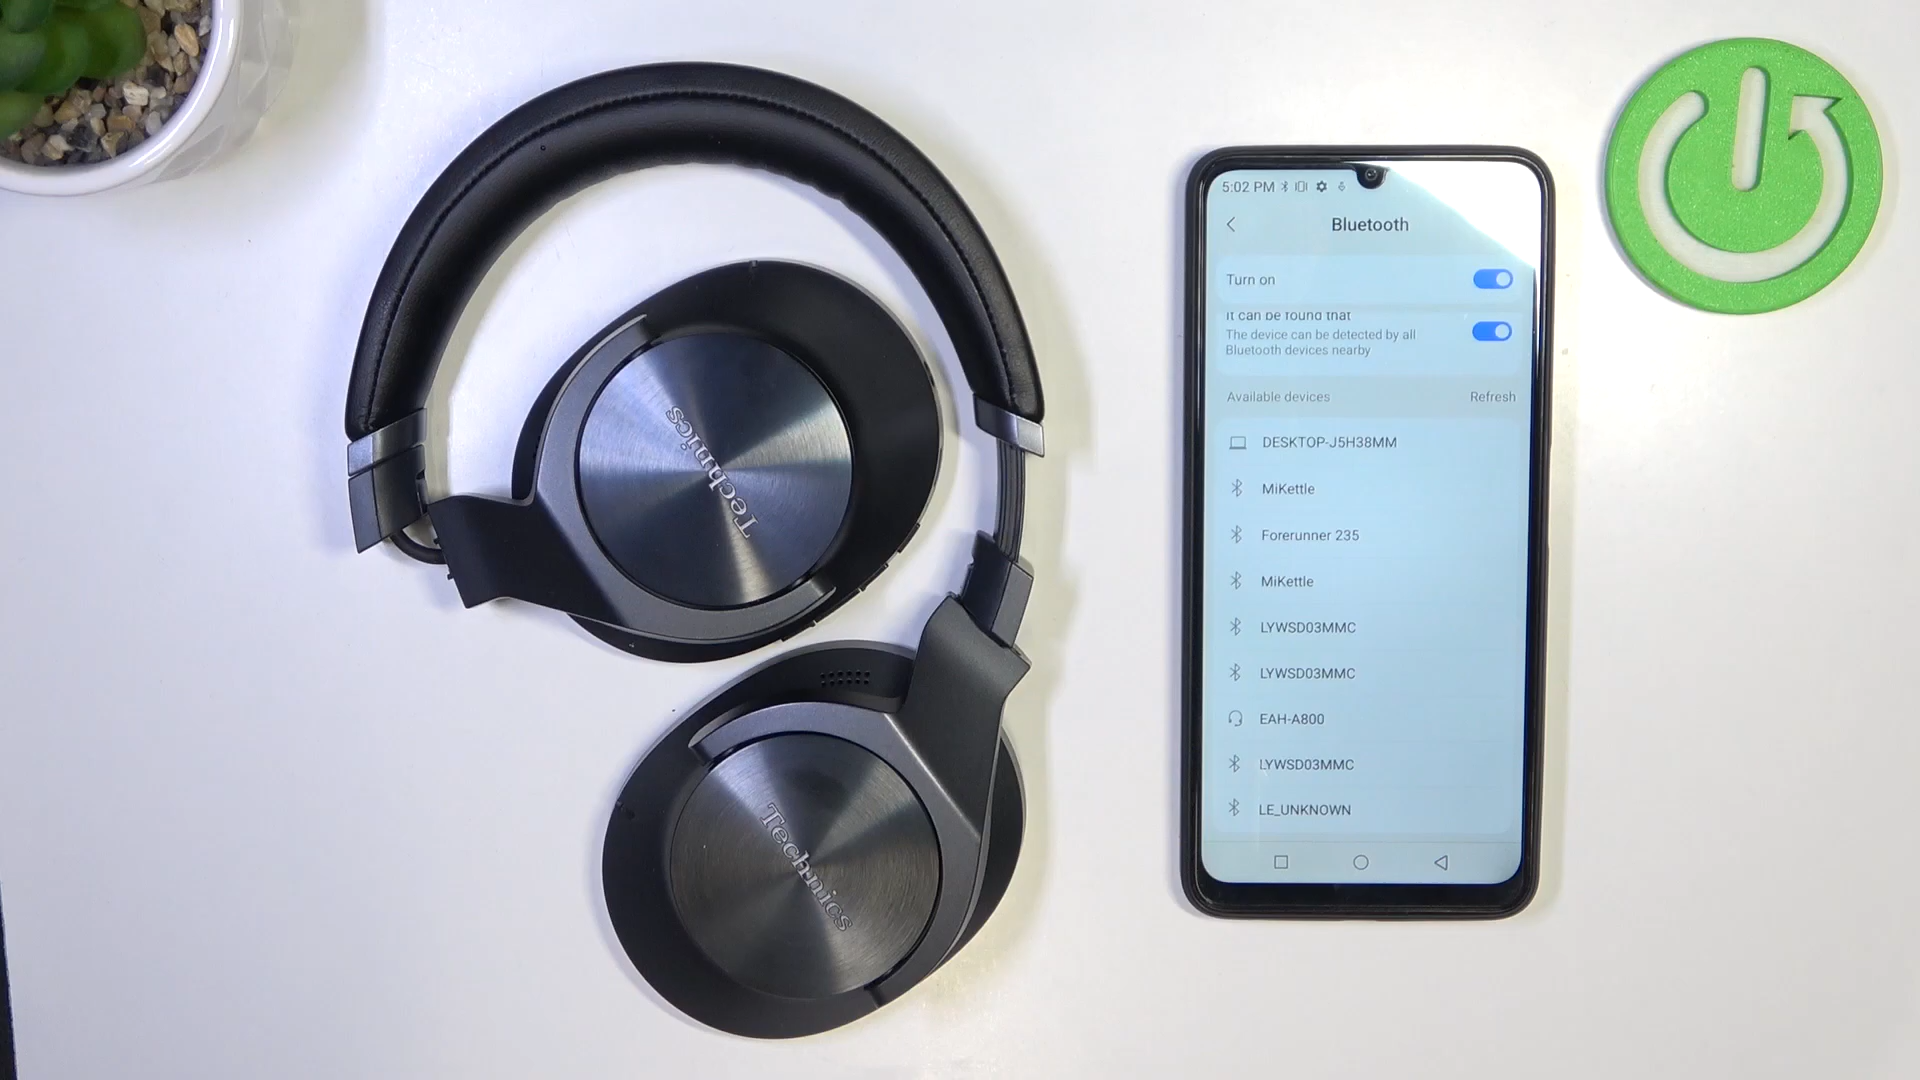 Technics
Technics
5:02 PM
Bluetooth
Turn on
It can be found that
The device can be detected by all
Bluetooth devices nearby
Available devices Refresh
DESKTOP-J5H38MM
MiKettle
Forerunner 235
MiKettle
LYWSD03MMC
LYWSD03MMC
EAH-A800
LYWSD03MMC
LE_UNKNOWN